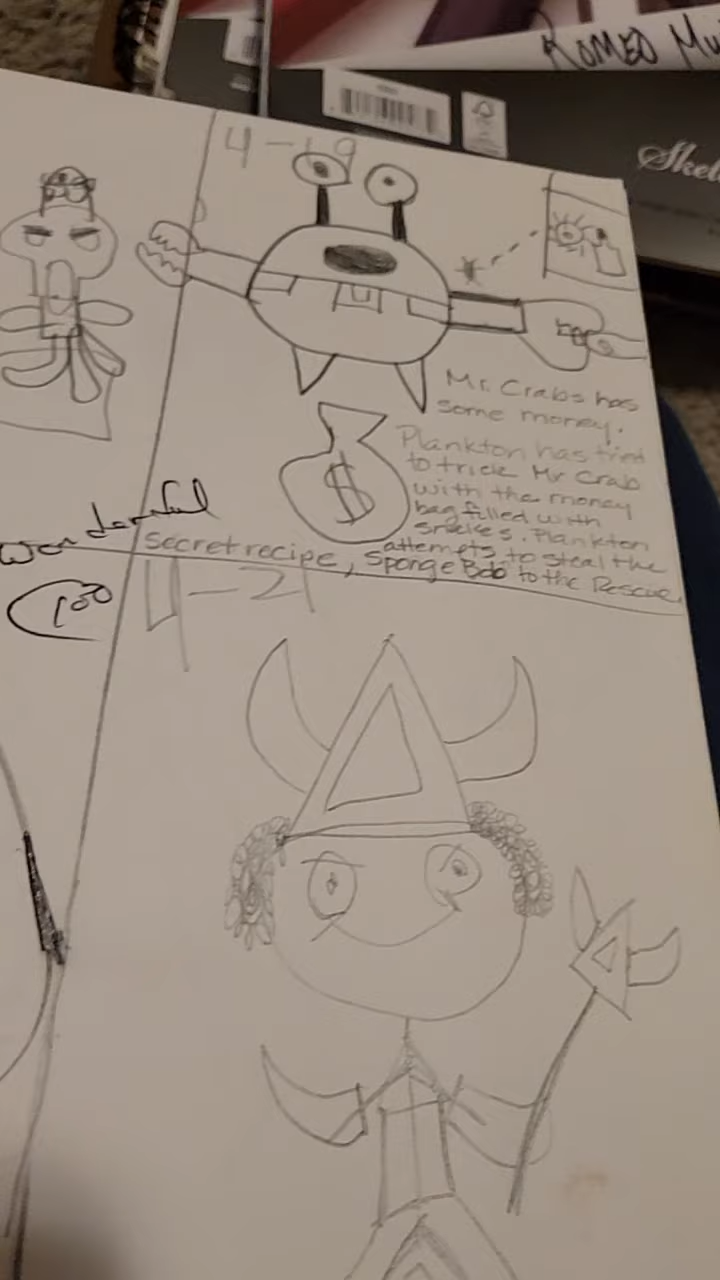 ROMEO
Sket
4-19
Mr. Crabs has
some money.
Plankton has tried
to trick Mr Crab
with the money
bag filled with
snakes. Plankton
attempts to steal the
secret recipe, SpongeBob to the Rescue.
$
wonderful
100
4-21